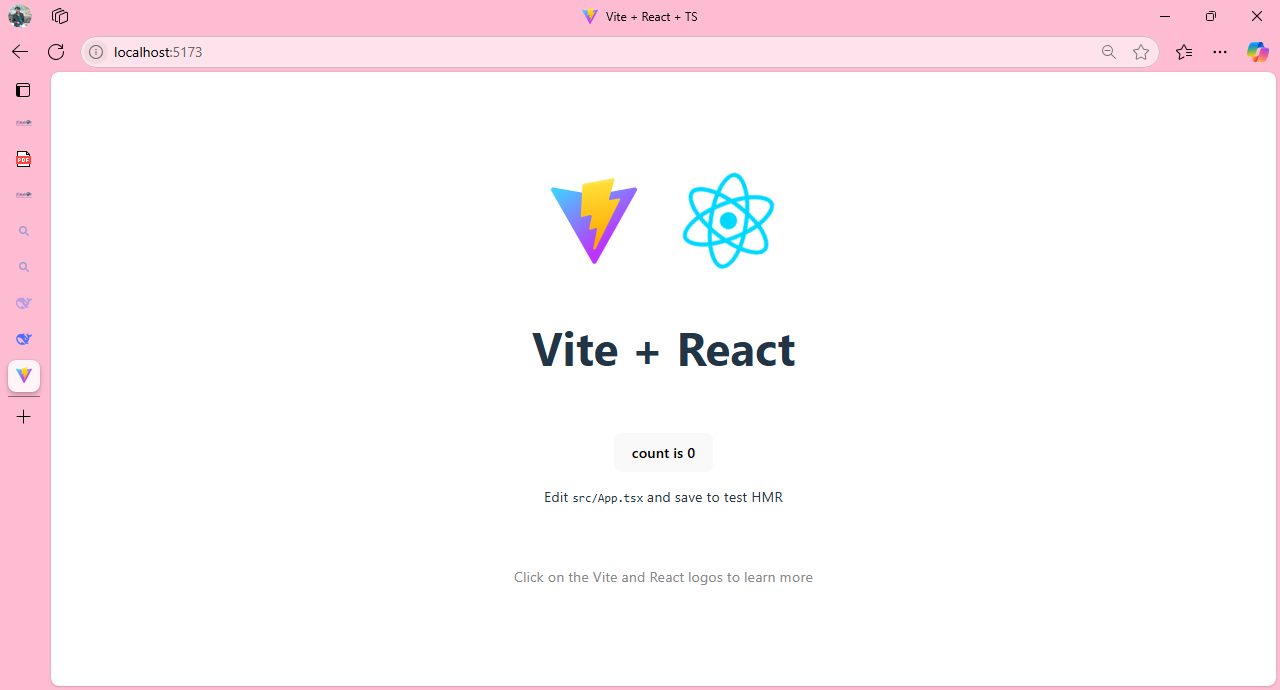 Vite + React + TS
localhost:5173
PDF
Vite + React
count is 0
Edit src/App.tsx and save to test HMR
Click on the Vite and React logos to learn more